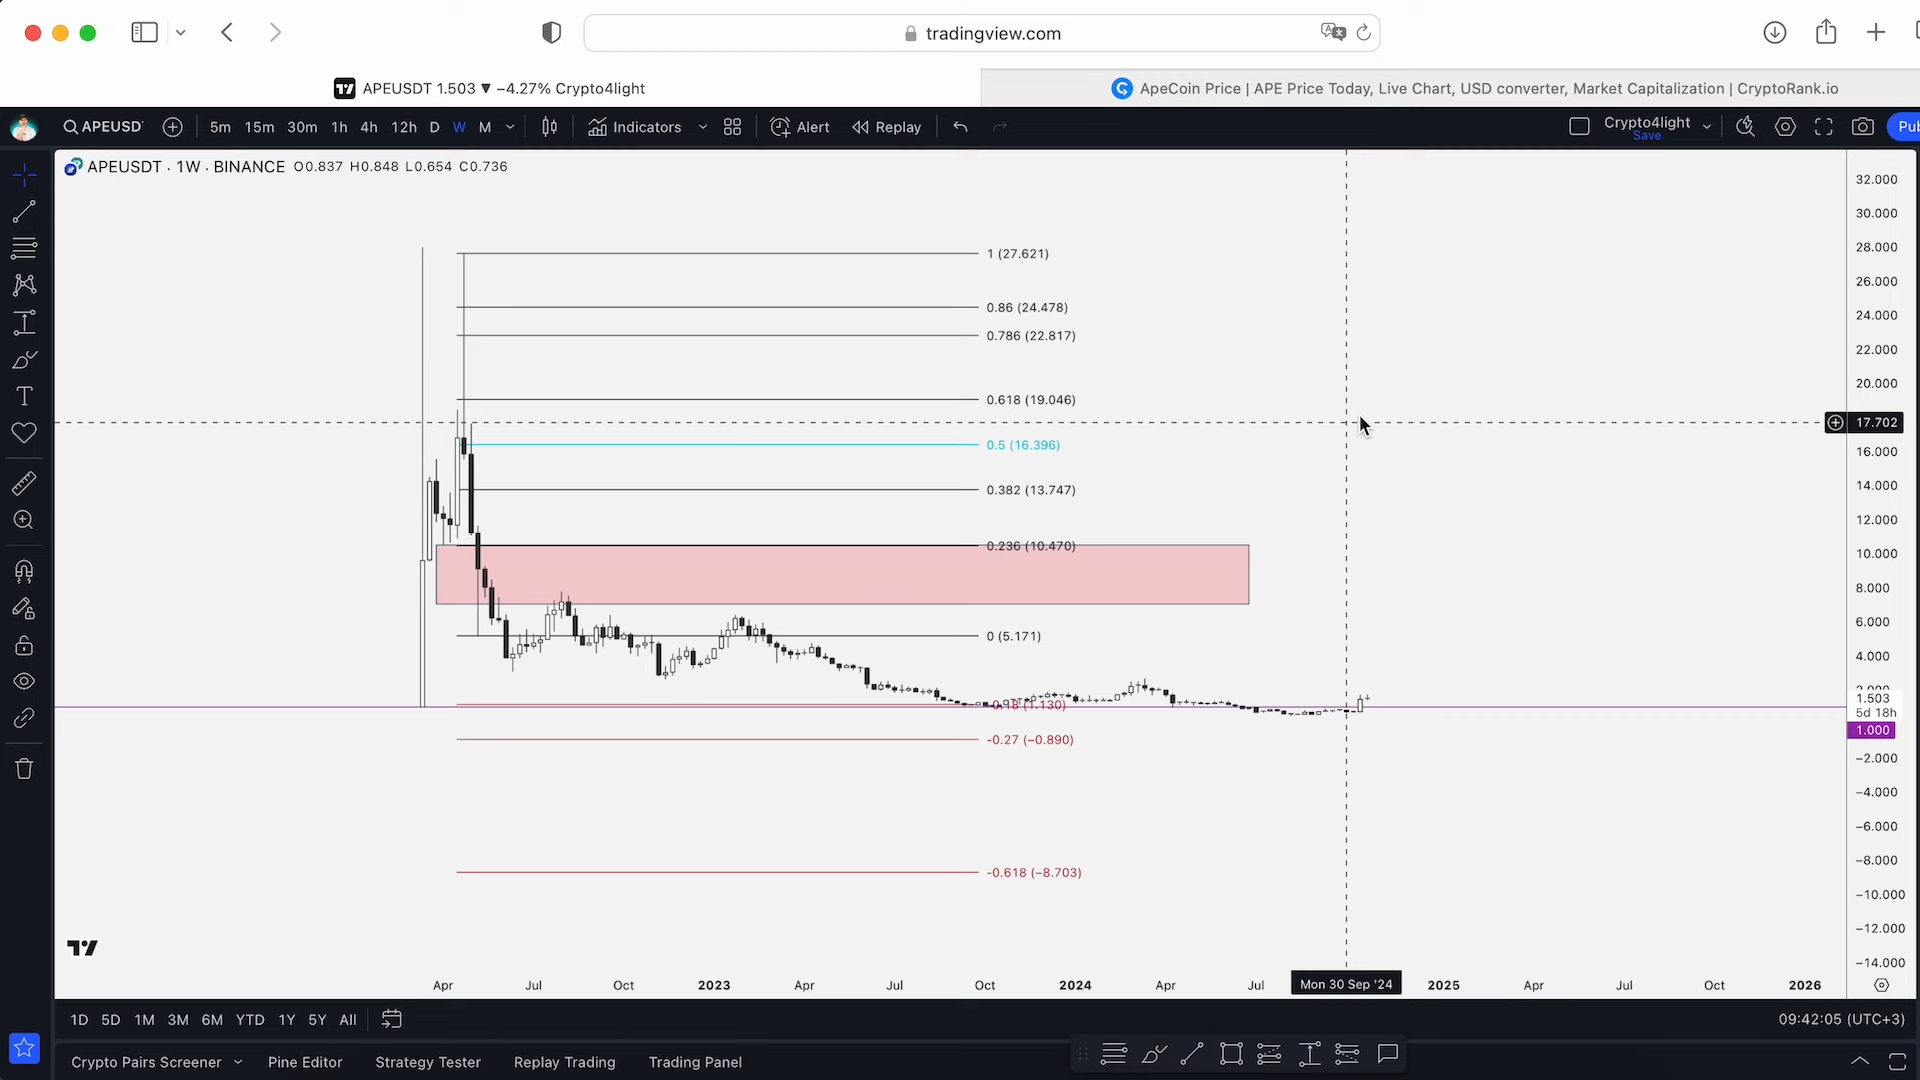 tradingview.com
APEUSDT 1.503 ▼ −4.27% Crypto4light
ApeCoin Price | APE Price Today, Live Chart, USD converter, Market Capitalization | CryptoRank.io
APEUSD
5m 15m 30m 1h 4h 12h D W M
Indicators
Alert
Replay
Crypto4light
Save
Pub
APEUSDT · 1W · BINANCE O0.837 H0.848 L0.654 C0.736
1 (27.621)
0.86 (24.478)
0.786 (22.817)
0.618 (19.046)
0.5 (16.396)
0.382 (13.747)
0.236 (10.470)
0 (5.171)
-0.18 (1.130)
-0.27 (−0.890)
-0.618 (−8.703)
32.000
30.000
28.000
26.000
24.000
22.000
20.000
17.702
16.000
14.000
12.000
10.000
8.000
6.000
4.000
2.000
1.503
5d 18h
1.000
−2.000
−4.000
−6.000
−8.000
−10.000
−12.000
−14.000
Apr Jul Oct 2023 Apr Jul Oct 2024 Apr Jul Mon 30 Sep '24 2025 Apr Jul Oct 2026
1D 5D 1M 3M 6M YTD 1Y 5Y All
09:42:05 (UTC+3)
Crypto Pairs Screener Pine Editor Strategy Tester Replay Trading Trading Panel